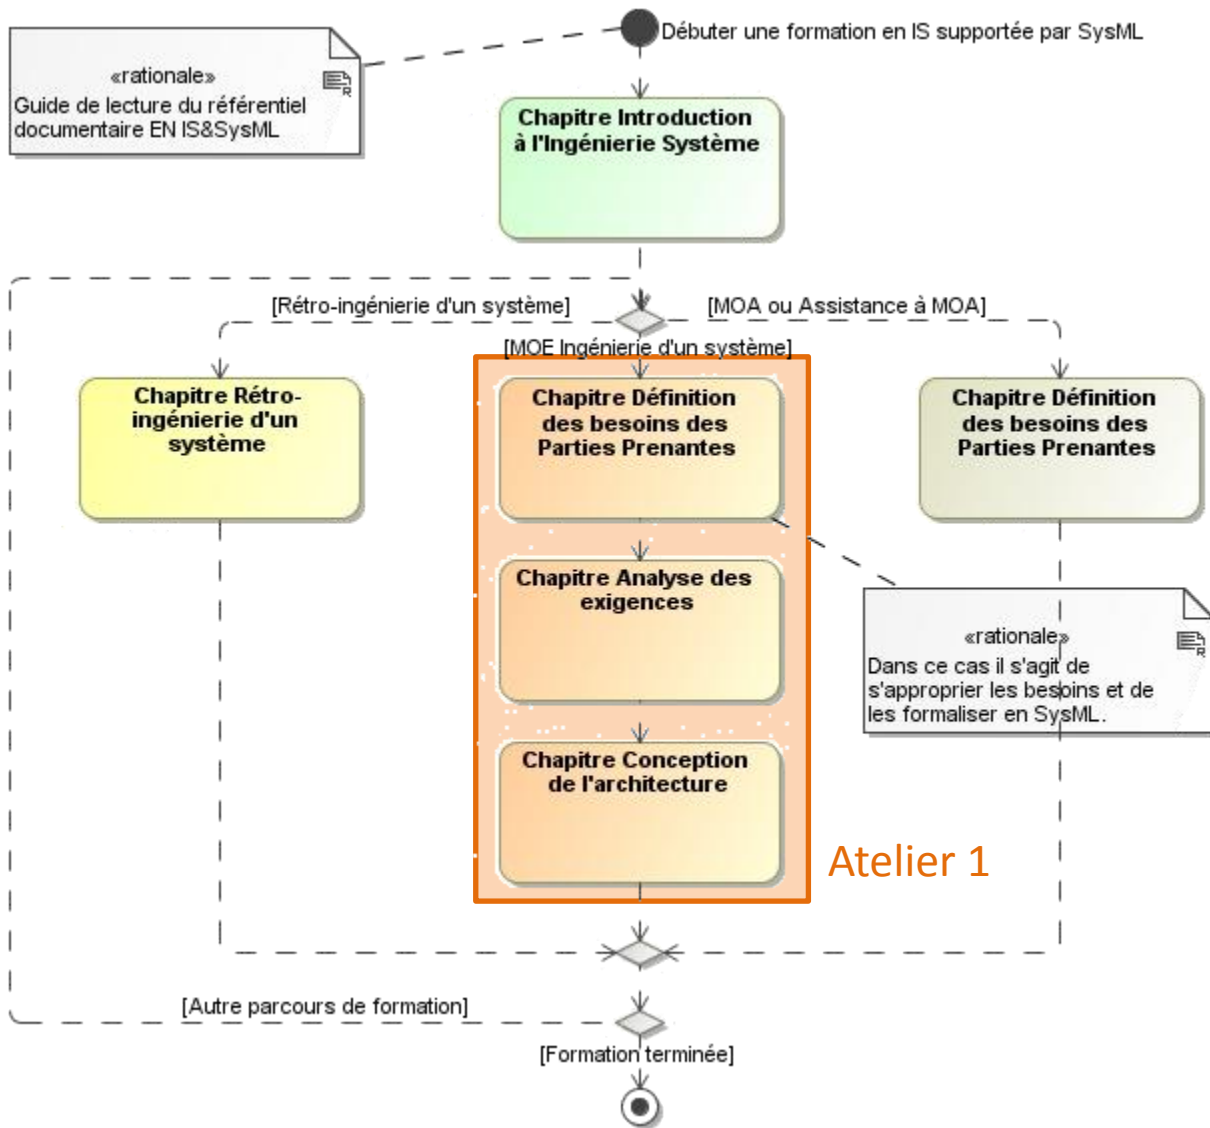 Débuter une formation en IS supportée par SysML
«rationale»
Guide de lecture du référentiel
documentaire EN IS&SysML
R
Chapitre Introduction
à l'Ingénierie Système
[Rétro-ingénierie d'un système]
[MOA ou Assistance à MOA]
[MOE Ingénierie d'un système]
Chapitre Rétro-
ingénierie d'un
système
Chapitre Définition
des besoins des
Parties Prenantes
Chapitre Définition
des besoins des
Parties Prenantes
Chapitre Analyse des
exigences
«rationale»
Dans ce cas il s'agit de
s'approprier les besoins et de
les formaliser en SysML.
R
Chapitre Conception
de l'architecture
Atelier 1
[Autre parcours de formation]
[Formation terminée]